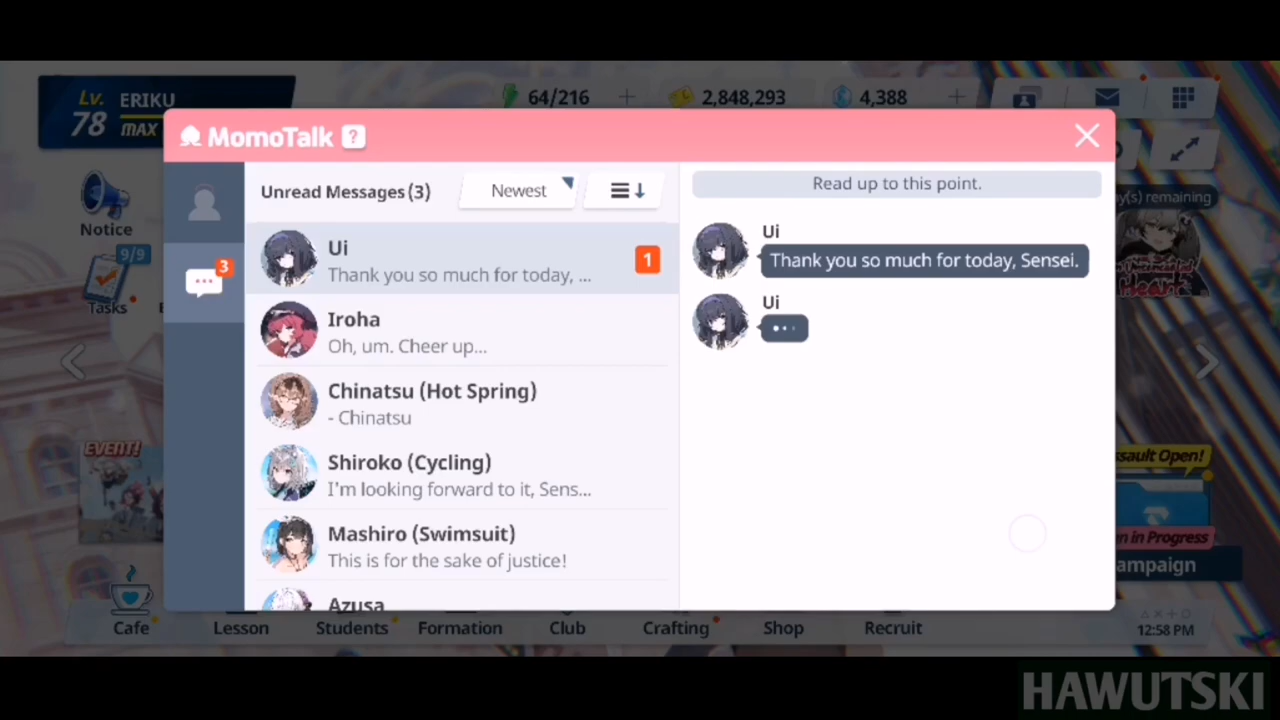 Lv. ERIKU
78 MAX
64/216
2,848,293
4,388
MomoTalk ?
Notice
9/9
Tasks
EVENT!
3
Unread Messages (3)
Newest
Ui
Thank you so much for today, ...
1
Iroha
Oh, um. Cheer up...
Chinatsu (Hot Spring)
- Chinatsu
Shiroko (Cycling)
I'm looking forward to it, Sens...
Mashiro (Swimsuit)
This is for the sake of justice!
Azusa
Read up to this point.
Ui
Thank you so much for today, Sensei.
Ui
y(s) remaining
Heart
ssault Open!
n in Progress
ampaign
Cafe
Lesson
Students
Formation
Club
Crafting
Shop
Recruit
12:58 PM
HAWUTSKI